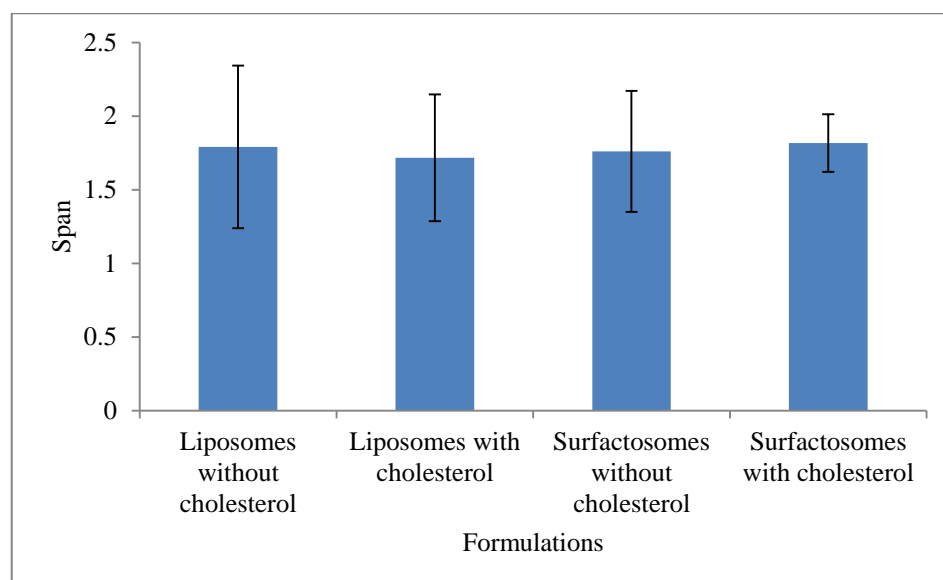 2.5
2
1.5
1
0.5
0
Span
Liposomes
without
cholesterol
Liposomes with
cholesterol
Surfactosomes
without
cholesterol
Surfactosomes
with cholesterol
Formulations